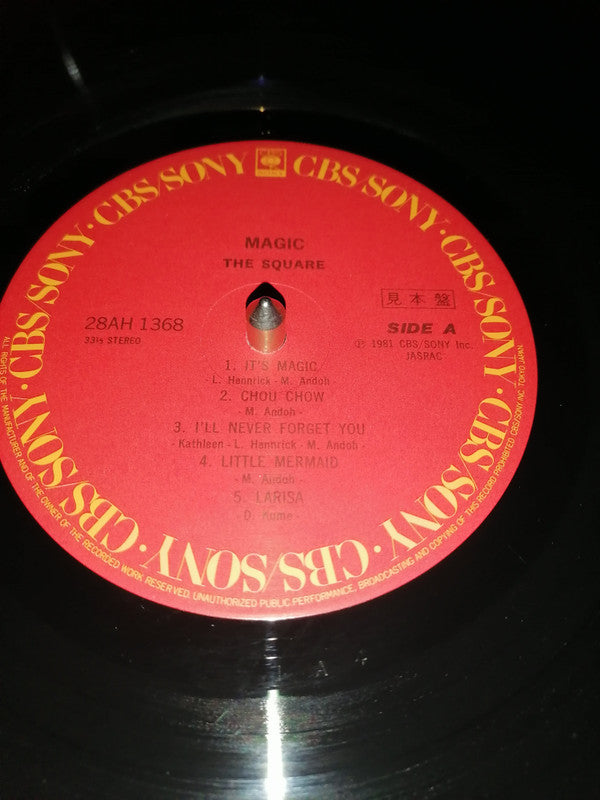 CBS/SONY · CBS/SONY · CBS/SONY · CBS/SONY · CBS/SONY · CBS/SONY · CBS/SONY · CBS/SONY
MAGIC
THE SQUARE
見本盤
28AH 1368
SIDE A
33⅓ STEREO
Ⓟ 1981 CBS/SONY Inc.
JASRAC
1. IT'S MAGIC
- L. Hannrick - M. Andoh -
2. CHOU CHOW
- M. Andoh -
3. I'LL NEVER FORGET YOU
- Kathleen - L. Hannrick - M. Andoh -
4. LITTLE MERMAID
- M. Andoh -
5. LARISA
- D. Kume -
ALL RIGHTS OF THE MANUFACTURER AND OF THE OWNER OF THE RECORDED WORK RESERVED. UNAUTHORIZED PUBLIC PERFORMANCE, BROADCASTING AND COPYING OF THIS RECORD PROHIBITED. CBS/SONY INC. TOKYO JAPAN.